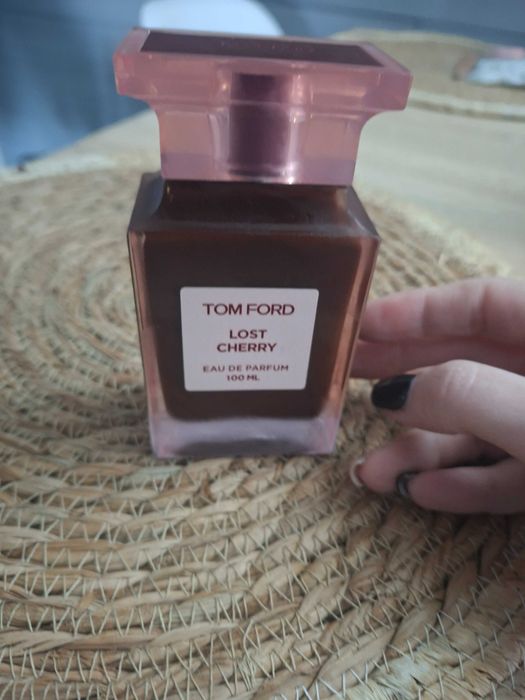 TOM FORD
LOST
CHERRY
EAU DE PARFUM
100 ML